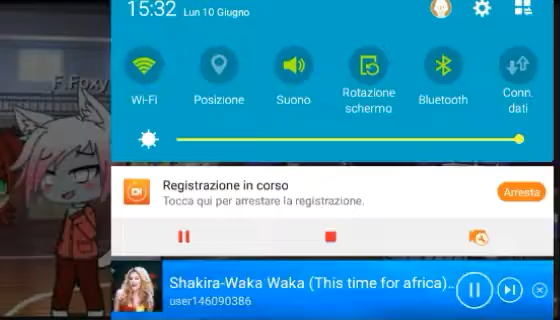 15:32 Lun 10 Giugno
F.Foxy
Wi-Fi
Posizione
Suono
Rotazione
schermo
Bluetooth
Conn.
dati
Registrazione in corso
Tocca qui per arrestare la registrazione.
Arresta
Shakira-Waka Waka (This time for africa)..
user146090386